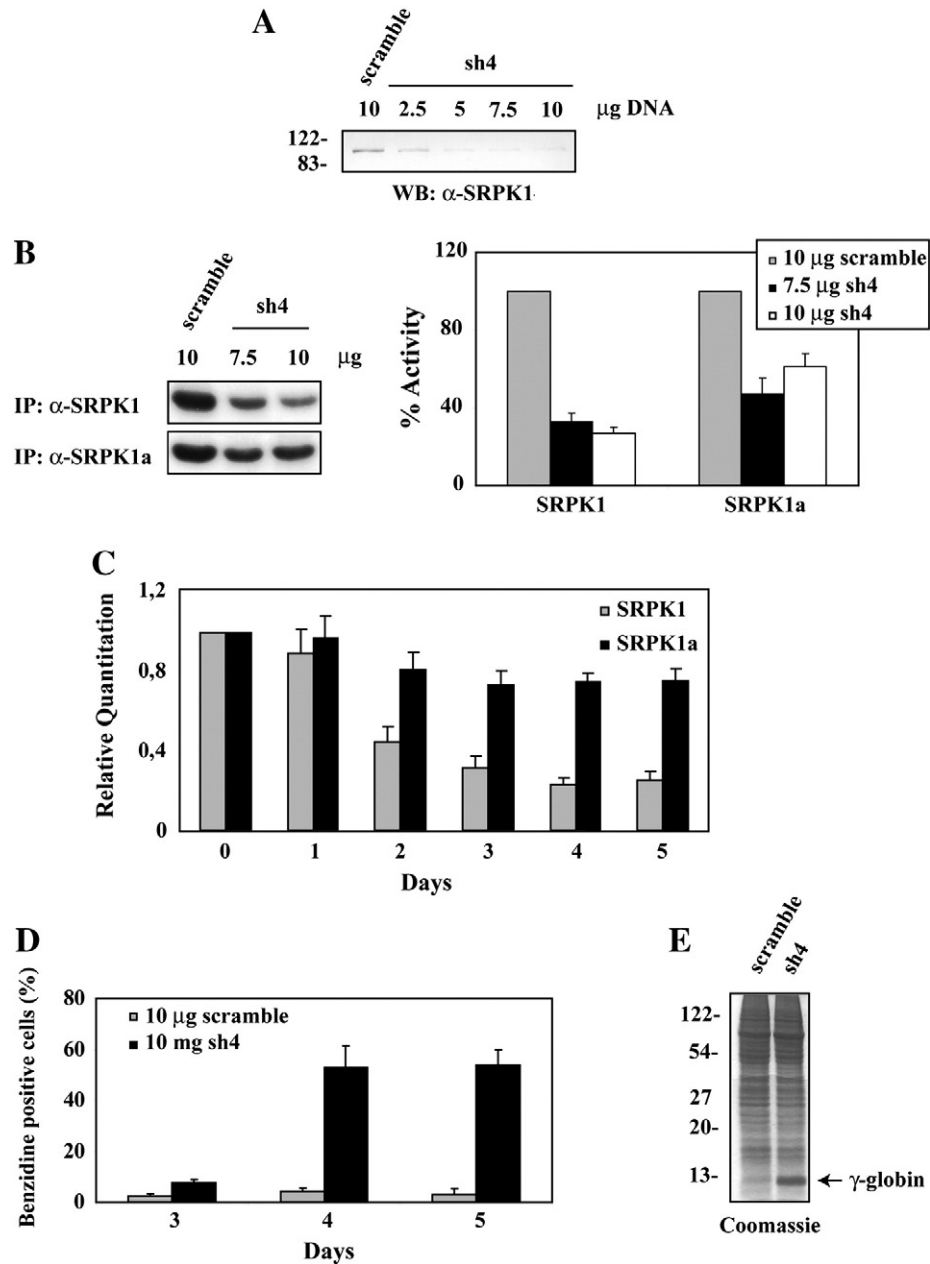 A
scramble
sh4
10 2.5 5 7.5 10 μg DNA
122-
83-
WB: α-SRPK1
B
scramble
sh4
10 7.5 10 μg
IP: α-SRPK1
IP: α-SRPK1a
% Activity
120
80
40
0
10 μg scramble
7.5 μg sh4
10 μg sh4
SRPK1 SRPK1a
C
Relative Quantitation
1,2
0,8
0,4
0
SRPK1
SRPK1a
0 1 2 3 4 5
Days
D
Benzidine positive cells (%)
80
60
40
20
0
10 μg scramble
10 mg sh4
3 4 5
Days
E
scramble
sh4
122-
54-
27
20-
13-
γ-globin
Coomassie